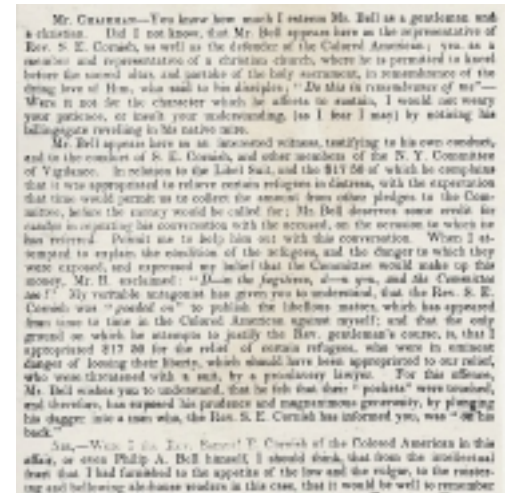 Mr. Chairman—You know how much I esteem Mr. Bell as a gentleman and
a christian. Did I not know, that Mr. Bell appears here as the representative of
Rev. S. E. Cornish, as well as the defender of the Colored American; yea, as a
member and representative of a christian church, where he is permitted to kneel
before the sacred altar, and partake of the holy sacrament, in remembrance of the
dying love of Him, who said to his disciples; "Do this in remembrance of me"—
Were it not for the character which he affects to sustain, I would not weary
your patience, or insult your understanding, (as I fear I may) by noticing his
billingsgate revelling in his native mire.
Mr. Bell appears here as an interested witness, testifying to his own conduct,
and to the conduct of S. E. Cornish, and other members of the N. Y. Committee
of Vigilance. In relation to the Libel Suit, and the $17 50 of which he complains
that it was appropriated to relieve certain refugees in distress, with the expectation
that time would permit us to collect the amount from other pledges to the Com-
mittee, before the money would be called for; Mr. Bell deserves some credit for
candor in reporting his conversation with the accused, on the occasion to which he
has referred. Permit me to help him out with this conversation. When I at-
tempted to explain the condition of the refugees, and the danger to which they
were exposed, and expressed my belief that the Committee would make up this
money, Mr. H. exclaimed: "D—n the fugitives, d—n you, and the Committee
too!" My veritable antagonist has given you to understand, that the Rev. S. E.
Cornish was "goaded on" to publish the libellous matter, which has appeared
from time to time in the Colored American against myself; and that the only
ground on which he attempts to justify the Rev. gentleman's course, is, that I
appropriated $17 50 for the relief of certain refugees, who were in eminent
danger of loosing their liberty, which should have been appropriated to our relief,
who were threatened with a suit, by a proslavery lawyer. For this offense,
Mr. Bell wishes you to understand, that he felt that their "pockets" were touched,
and therefore, has exposed his prudence and magnanimous generosity, by plunging
his dagger into a man who, the Rev. S. E. Cornish has informed you, was "on his
back."
Sir,—Were I the Rev. Samuel E. Cornish of the Colored American in this
affair, or even Philip A. Bell himself, I should think, that from the intellectual
feast that I had furnished to the appetites of the low and the vulgar, to the
and bellowing alehouse readers in this case, that it would be well to remember